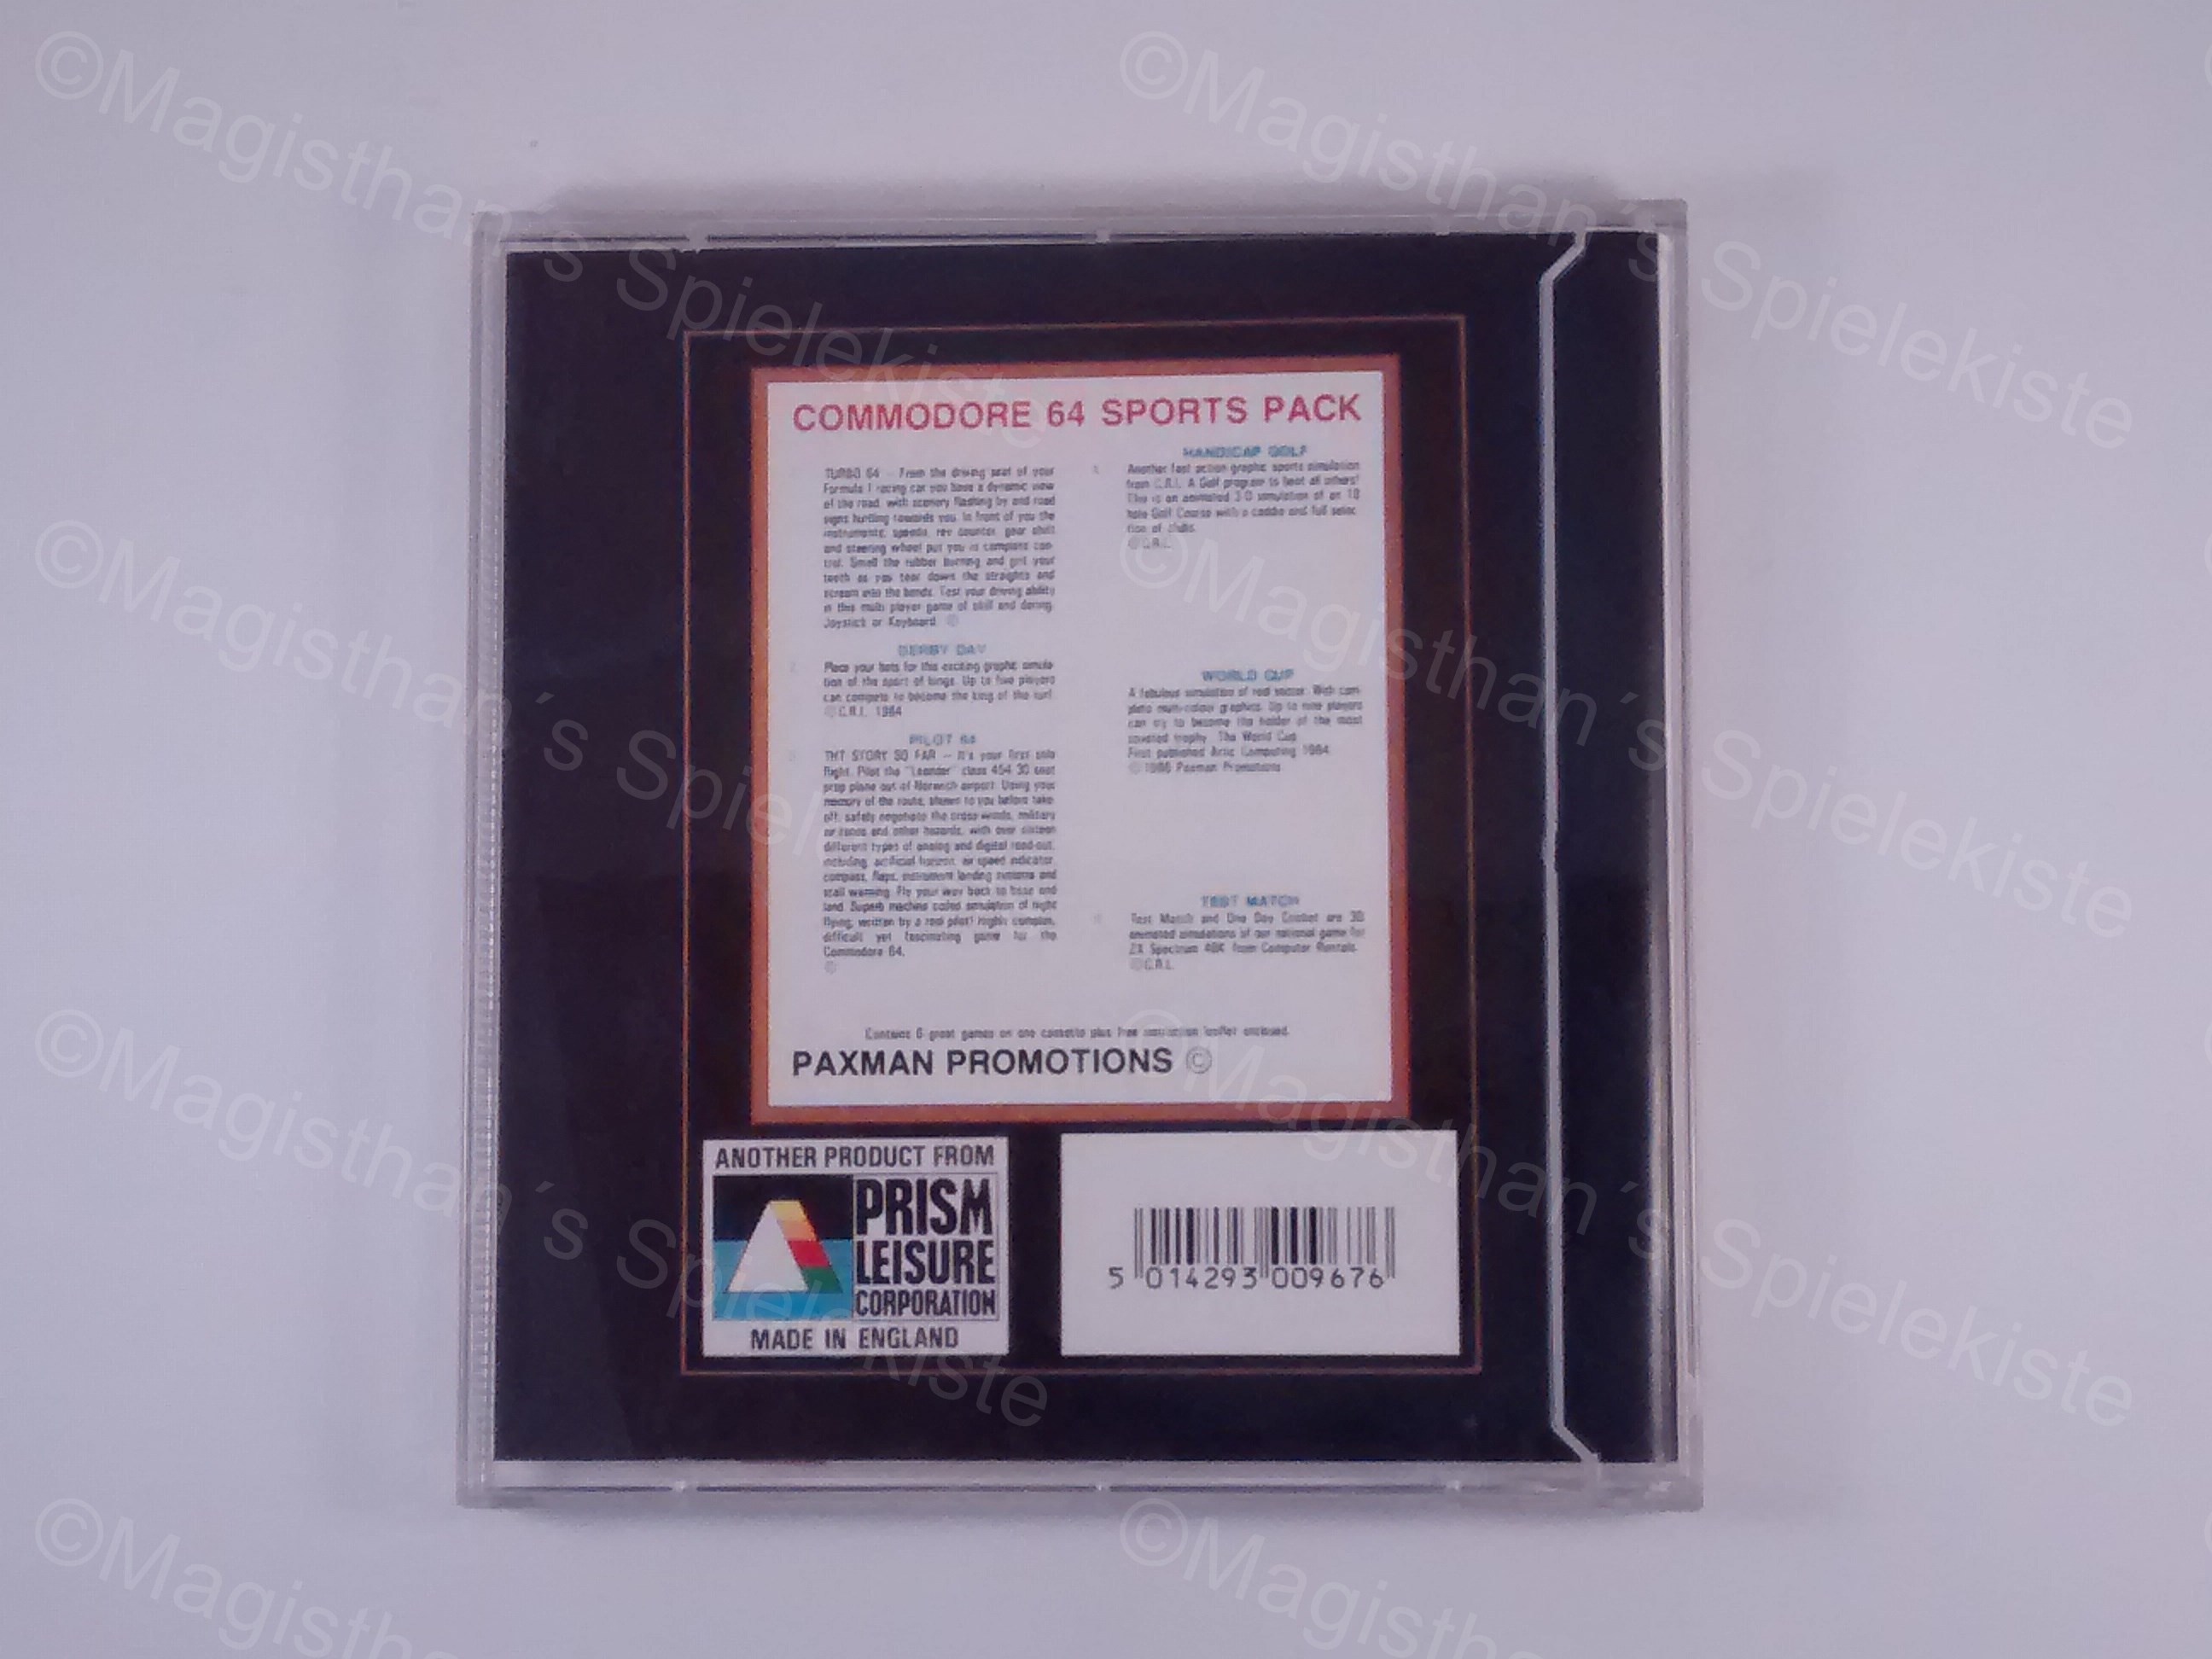 COMMODORE 64 SPORTS PACK
TURBO 64 — From the driving seat of your
Formula 1 racing car you have a dynamic view
of the road, with scenery flashing by and road
signs hurtling towards you. In front of you the
instruments, speedo, rev counter, gear shift
and steering wheel put you in complete con-
trol. Smell the rubber burning and grit your
teeth as you tear down the straights and
scream into the bends. Test your driving ability
in this multi player game of skill and daring.
Joystick or Keyboard. ©
DERBY DAY
2 Place your bets for this exciting graphic simula-
tion of the sport of kings. Up to five players
can compete to become the king of the turf.
© C.R.L. 1984
PILOT 64
3 THT STORY SO FAR — It's your first solo
flight. Pilot the "Leander" class 454 30 seat
prop plane out of Norwich airport. Using your
memory of the route, shown to you before take-
off, safely negotiate the cross winds, military
air zones and other hazards, with over sixteen
different types of analog and digital read-out,
including, artificial horizon, air speed indicator,
compass, flaps, instrument landing systems and
stall warning. Fly your way back to base and
land. Superb machine coded simulation of night
flying, written by a real pilot! Highly complex,
difficult yet fascinating game for the
Commodore 64.
©
HANDICAP GOLF
4 Another fast action graphic sports simulation
from C.R.L. A Golf program to beat all others!
This is an animated 3-D simulation of an 18
hole Golf Course with a caddie and full selec-
tion of clubs.
© C.R.L.
WORLD CUP
A fabulous simulation of real soccer. With com-
plete multi-colour graphics. Up to nine players
can try to become the holder of the most
coveted trophy. The World Cup
First published Artic Computing 1984
© 1986 Paxman Promotions
TEST MATCH
Test Match and One Day Cricket are 3D
animated simulations of our national game for
ZX Spectrum 48K from Computer Rentals.
© C.R.L.
Contains 6 great games on one cassette plus free instruction leaflet enclosed.
PAXMAN PROMOTIONS ©
ANOTHER PRODUCT FROM
PRISM
LEISURE
CORPORATION
MADE IN ENGLAND
5 014293 009676
©Magisthan´s Spielekiste
©Magisthan´s Spielekiste
©Magisthan´s Spielekiste
©Magisthan´s Spielekiste
©Magisthan´s Spielekiste
©Magisthan´s Spielekiste
©Magistha
©Magisthan